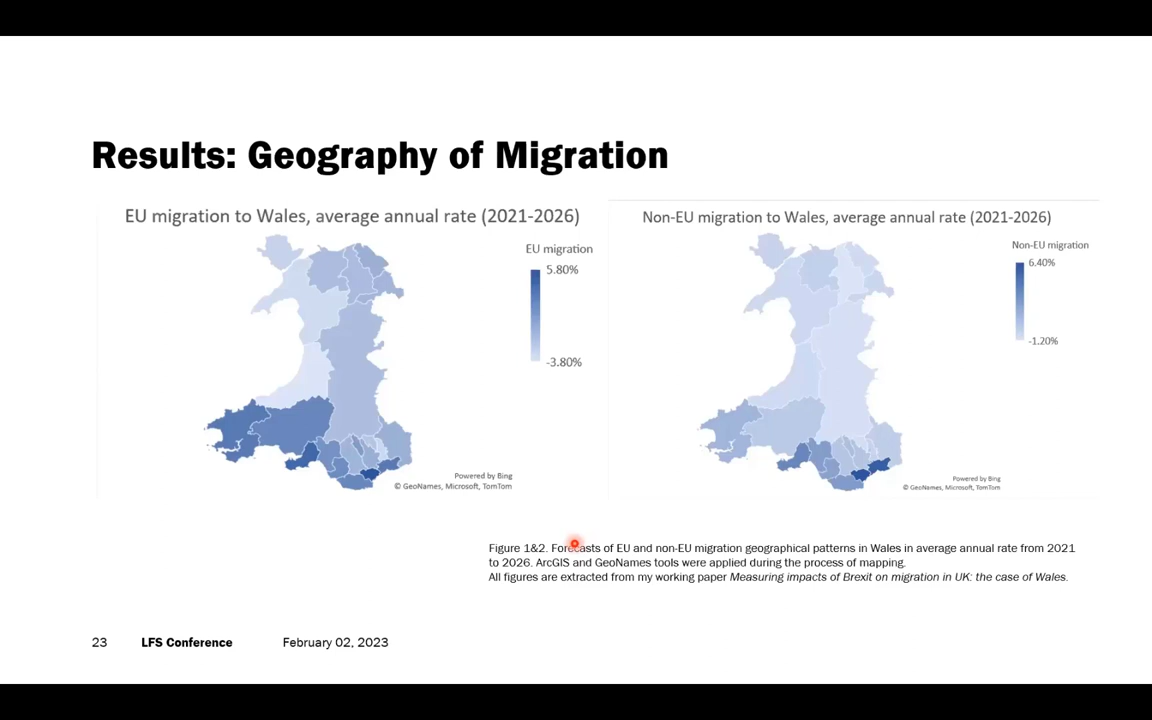 Results: Geography of Migration
EU migration to Wales, average annual rate (2021-2026)
EU migration
5.80%
-3.80%
Powered by Bing
© GeoNames, Microsoft, TomTom
Non-EU migration to Wales, average annual rate (2021-2026)
Non-EU migration
6.40%
-1.20%
Powered by Bing
© GeoNames, Microsoft, TomTom
Figure 1&2. Forecasts of EU and non-EU migration geographical patterns in Wales in average annual rate from 2021
to 2026. ArcGIS and GeoNames tools were applied during the process of mapping.
All figures are extracted from my working paper Measuring impacts of Brexit on migration in UK: the case of Wales.
23 LFS Conference February 02, 2023